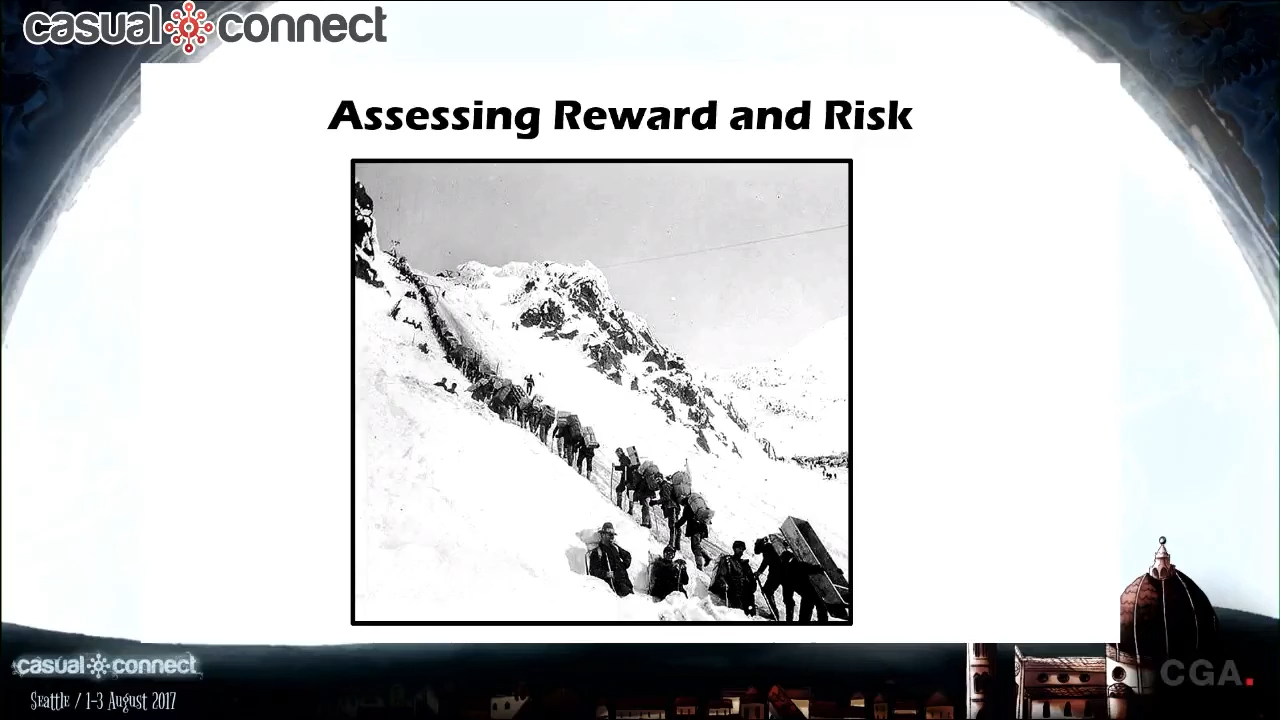 casual connect
Assessing Reward and Risk
casual connect
Seattle / 1-3 August 2017
CGA.